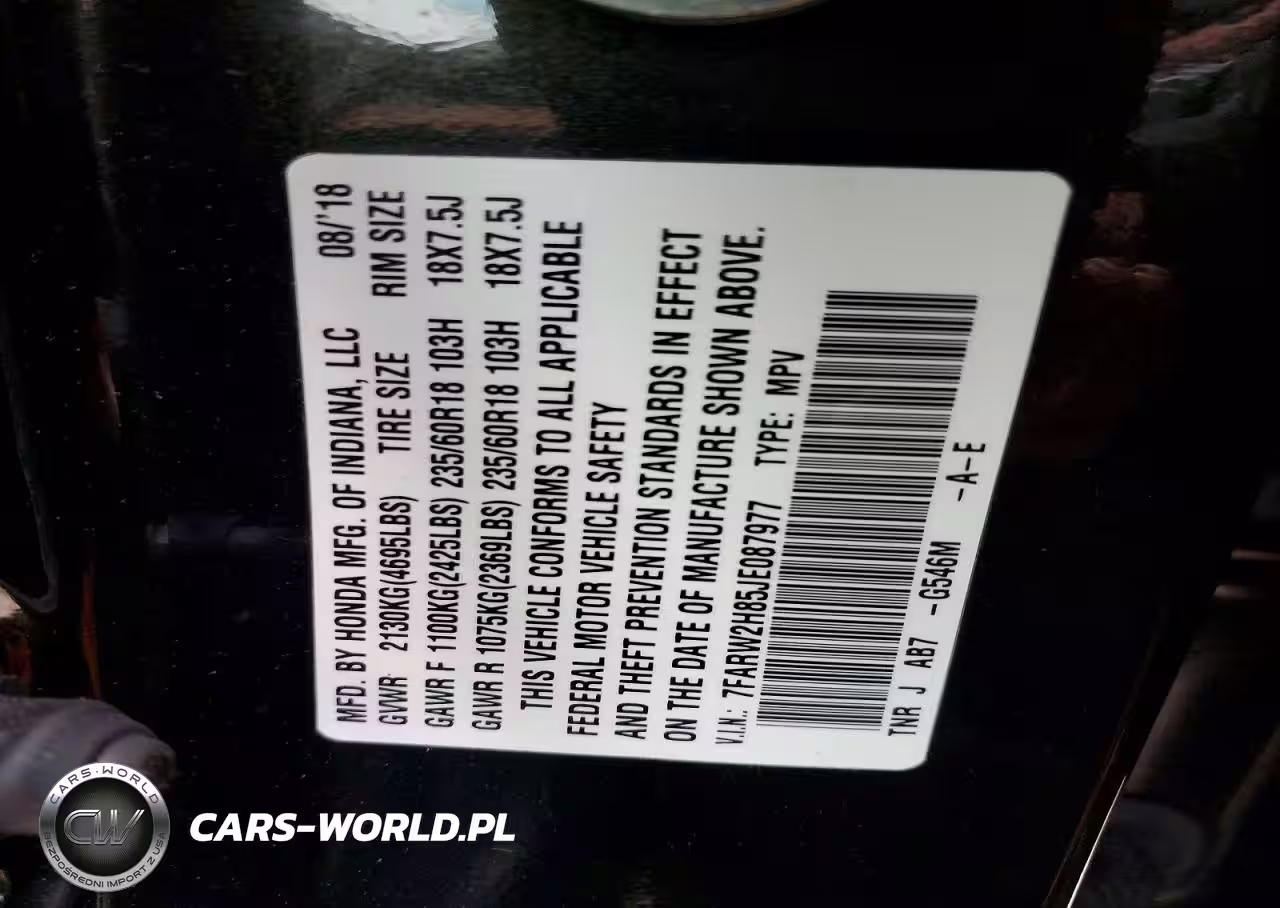 MFD. BY HONDA MFG. OF INDIANA, LLC 08/'18
GVWR 2130KG(4695LBS) TIRE SIZE RIM SIZE
GAWR F 1100KG(2425LBS) 235/60R18 103H 18X7.5J
GAWR R 1075KG(2369LBS) 235/60R18 103H 18X7.5J
THIS VEHICLE CONFORMS TO ALL APPLICABLE
FEDERAL MOTOR VEHICLE SAFETY
AND THEFT PREVENTION STANDARDS IN EFFECT
ON THE DATE OF MANUFACTURE SHOWN ABOVE.
V.I.N.: 7FARW2H85JE087977 TYPE: MPV
TNR J AB7 -G546M -A-E
CARS-WORLD
CW
BEZPOŚREDNI IMPORT Z USA
CARS-WORLD.PL